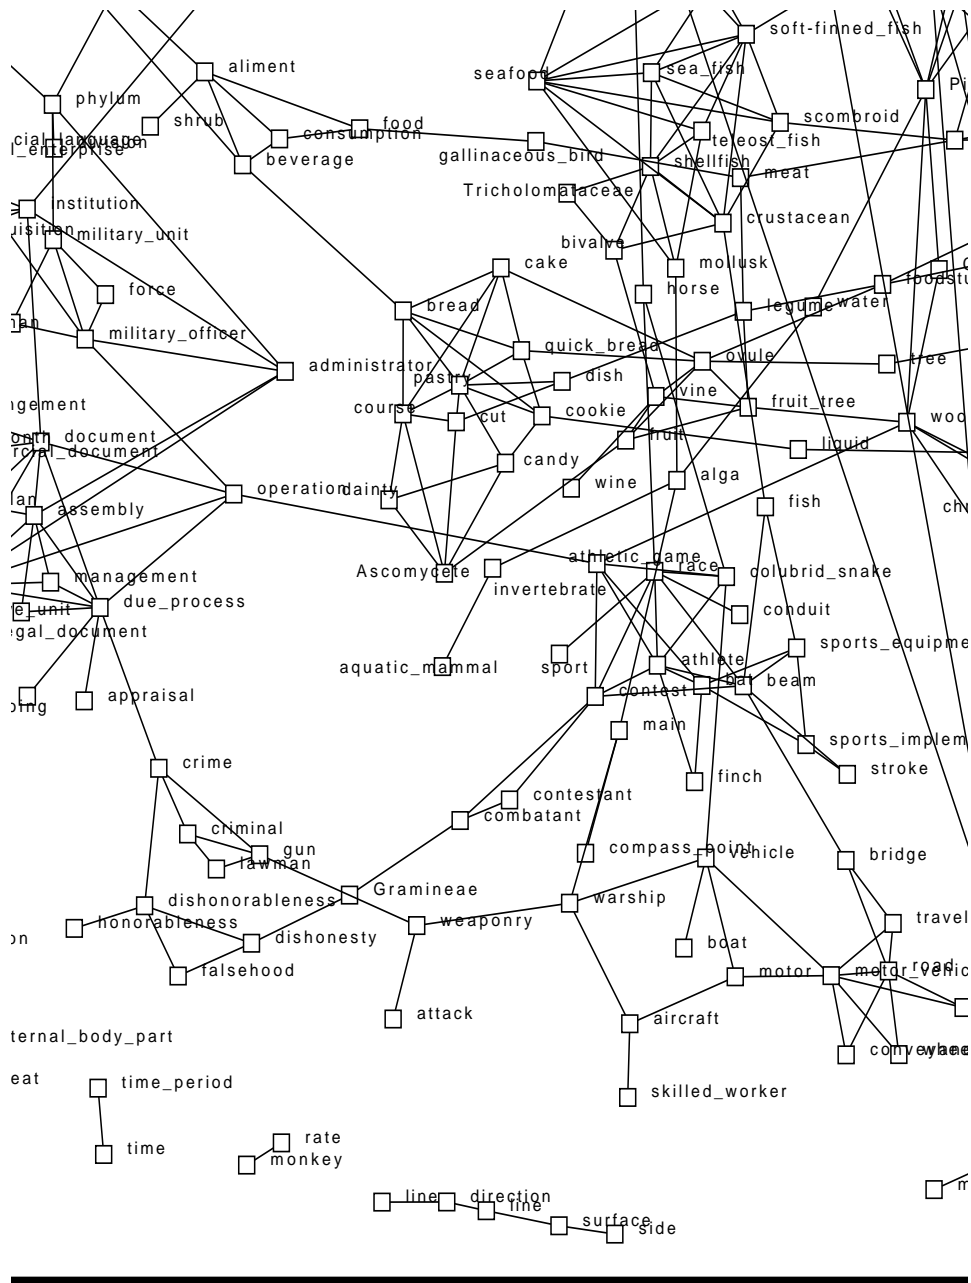 soft-finned_fish
aliment
sea_fish
seafood
phylum
shrub
food
consumption
scombroid
teleost_fish
beverage
gallinaceous_bird
shellfish
meat
Tricholomataceae
institution
crustacean
military_unit
bivalve
cake
mollusk
force
horse
bread
legume
water
military_officer
quick_bread
ovule
tree
administrator
pastry
dish
vine
course
cut
cookie
fruit_tree
document
fruit
liquid
candy
wine
alga
operation
dainty
fish
assembly
athletic_game
race
Ascomycete
colubrid_snake
management
invertebrate
due_process
conduit
athlete
aquatic_mammal
sport
contest
bat
beam
appraisal
main
crime
finch
stroke
contestant
combatant
criminal
gun
lawman
compass_point
vehicle
bridge
Gramineae
dishonorableness
honorableness
warship
weaponry
dishonesty
boat
falsehood
motor
road
attack
aircraft
time_period
skilled_worker
time
rate
monkey
line
direction
fine
surface
side